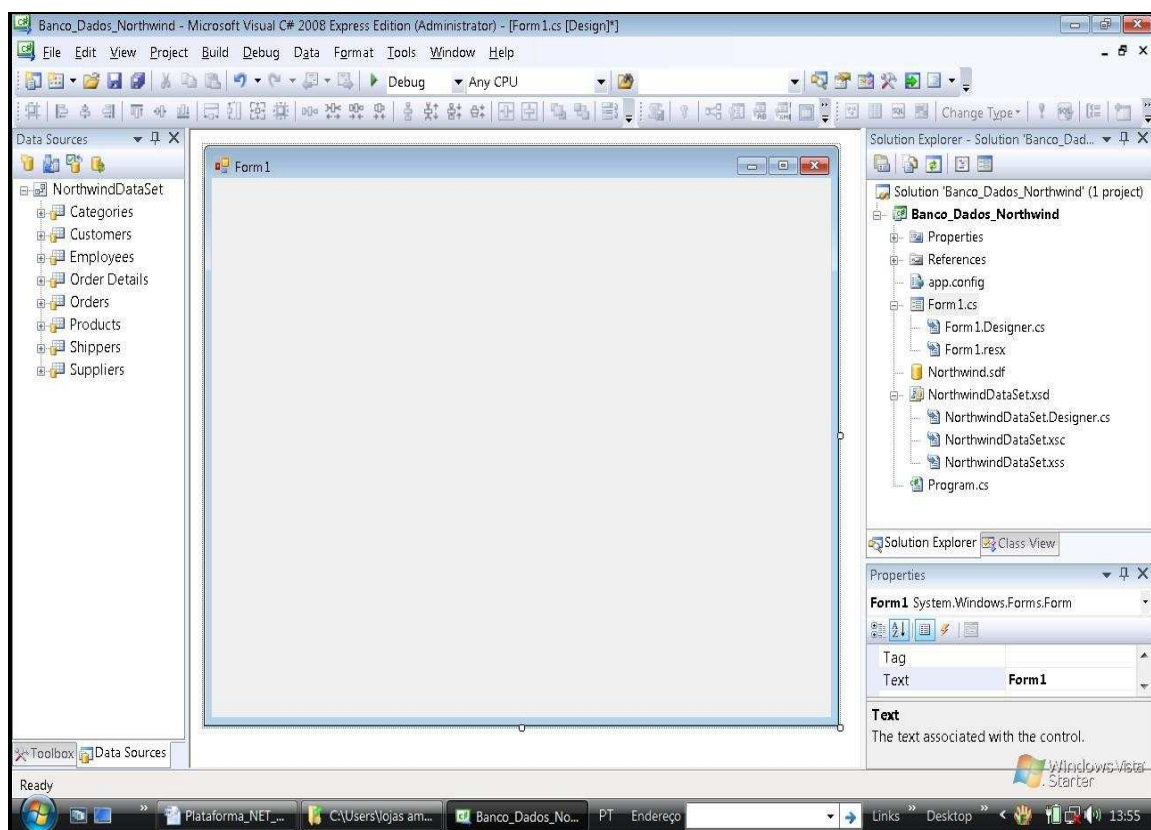 Banco_Dados_Northwind - Microsoft Visual C# 2008 Express Edition (Administrator) - [Form1.cs [Design]*]
File Edit View Project Build Debug Data Format Tools Window Help
Debug Any CPU
Change Type
Data Sources
NorthwindDataSet
Categories
Customers
Employees
Order Details
Orders
Products
Shippers
Suppliers
Toolbox Data Sources
Form1
Solution Explorer - Solution 'Banco_Dad...
Solution 'Banco_Dados_Northwind' (1 project)
Banco_Dados_Northwind
Properties
References
app.config
Form1.cs
Form1.Designer.cs
Form1.resx
Northwind.sdf
NorthwindDataSet.xsd
NorthwindDataSet.Designer.cs
NorthwindDataSet.xsc
NorthwindDataSet.xss
Program.cs
Solution Explorer Class View
Properties
Form1 System.Windows.Forms.Form
Tag
Text Form1
Text
The text associated with the control.
Windows Vista
Starter
Ready
Plataforma_NET_... C:\Users\lojas am... Banco_Dados_No... PT Endereço Links Desktop 13:55